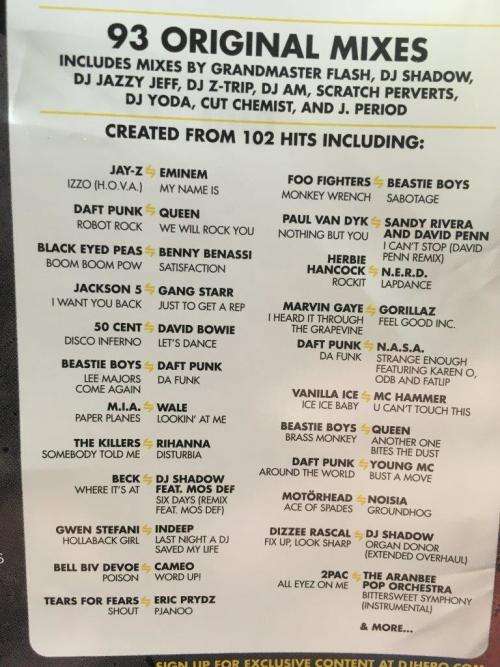 93 ORIGINAL MIXES
INCLUDES MIXES BY GRANDMASTER FLASH, DJ SHADOW,
DJ JAZZY JEFF, DJ Z-TRIP, DJ AM, SCRATCH PERVERTS,
DJ YODA, CUT CHEMIST, AND J. PERIOD
CREATED FROM 102 HITS INCLUDING:
JAY-Z EMINEM
IZZO (H.O.V.A.) MY NAME IS
DAFT PUNK QUEEN
ROBOT ROCK WE WILL ROCK YOU
BLACK EYED PEAS BENNY BENASSI
BOOM BOOM POW SATISFACTION
JACKSON 5 GANG STARR
I WANT YOU BACK JUST TO GET A REP
50 CENT DAVID BOWIE
DISCO INFERNO LET'S DANCE
BEASTIE BOYS DAFT PUNK
LEE MAJORS DA FUNK
COME AGAIN
M.I.A. WALE
PAPER PLANES LOOKIN' AT ME
THE KILLERS RIHANNA
SOMEBODY TOLD ME DISTURBIA
BECK DJ SHADOW
WHERE IT'S AT FEAT. MOS DEF
SIX DAYS (REMIX
FEAT. MOS DEF)
GWEN STEFANI INDEEP
HOLLABACK GIRL LAST NIGHT A DJ
SAVED MY LIFE
BELL BIV DEVOE CAMEO
POISON WORD UP!
TEARS FOR FEARS ERIC PRYDZ
SHOUT PJANOO
FOO FIGHTERS BEASTIE BOYS
MONKEY WRENCH SABOTAGE
PAUL VAN DYK SANDY RIVERA
NOTHING BUT YOU AND DAVID PENN
I CAN'T STOP (DAVID
PENN REMIX)
HERBIE
HANCOCK N.E.R.D.
ROCKIT LAPDANCE
MARVIN GAYE GORILLAZ
I HEARD IT THROUGH FEEL GOOD INC.
THE GRAPEVINE
DAFT PUNK N.A.S.A.
DA FUNK STRANGE ENOUGH
FEATURING KAREN O,
ODB AND FATLIP
VANILLA ICE MC HAMMER
ICE ICE BABY U CAN'T TOUCH THIS
BEASTIE BOYS QUEEN
BRASS MONKEY ANOTHER ONE
BITES THE DUST
DAFT PUNK YOUNG MC
AROUND THE WORLD BUST A MOVE
MOTÖRHEAD NOISIA
ACE OF SPADES GROUNDHOG
DIZZEE RASCAL DJ SHADOW
FIX UP, LOOK SHARP ORGAN DONOR
(EXTENDED OVERHAUL)
2PAC THE ARANBEE
ALL EYEZ ON ME POP ORCHESTRA
BITTERSWEET SYMPHONY
(INSTRUMENTAL)
& MORE...
SIGN UP FOR EXCLUSIVE CONTENT AT DJHERO.COM